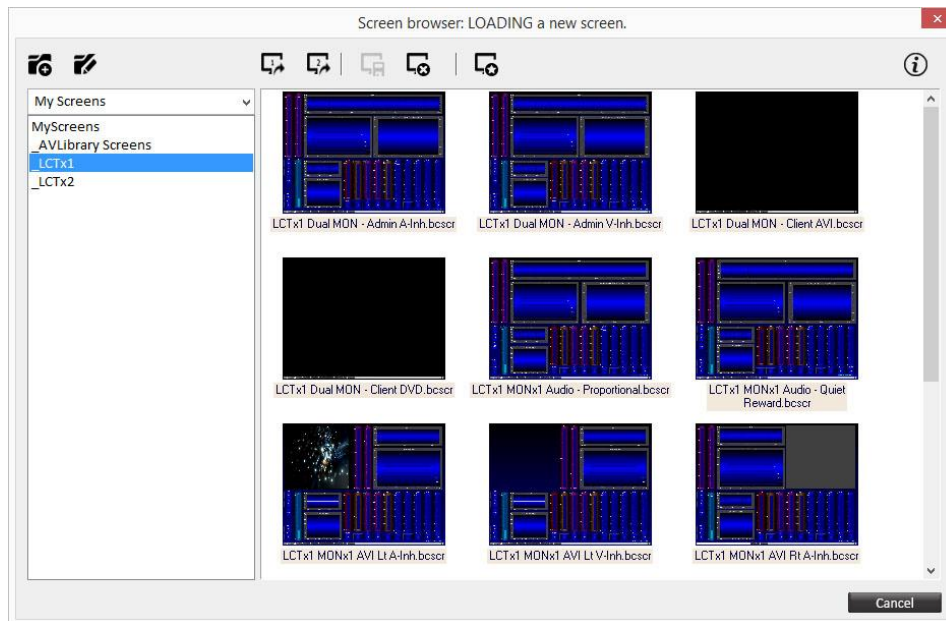 Screen browser: LOADING a new screen.
My Screens
MyScreens
_AVLibrary Screens
_LCTx1
_LCTx2
LCTx1 Dual MON - Admin A-Inh.bcscr
LCTx1 Dual MON - Admin V-Inh.bcscr
LCTx1 Dual MON - Client AVI.bcscr
LCTx1 Dual MON - Client DVD.bcscr
LCTx1 MONx1 Audio - Proportional.bcscr
LCTx1 MONx1 Audio - Quiet
Reward.bcscr
LCTx1 MONx1 AVI Lt A-Inh.bcscr
LCTx1 MONx1 AVI Lt V-Inh.bcscr
LCTx1 MONx1 AVI Rt A-Inh.bcscr
Cancel